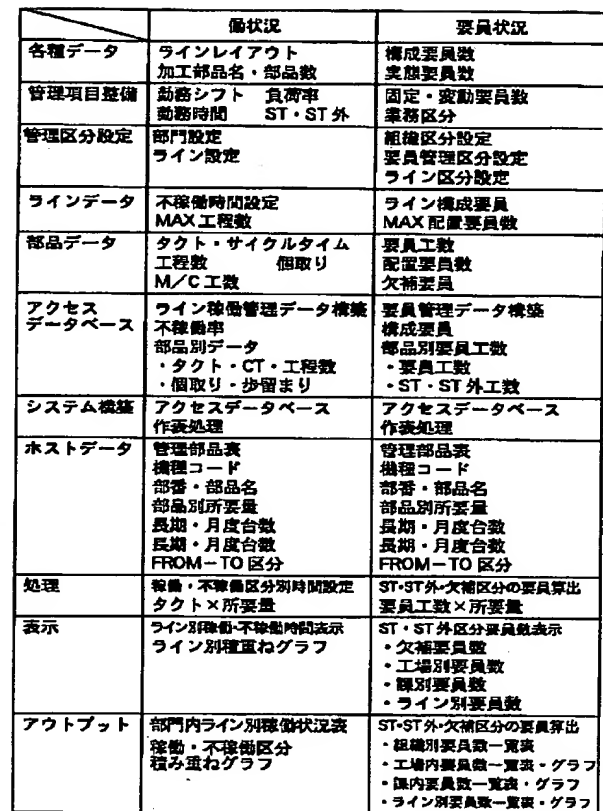 働状況 要員状況
各種データ ラインレイアウト 構成要員数
加工部品名・部品数 実態要員数
管理項目整備 勤務シフト 負荷率 固定・変動要員数
勤務時間 ST・ST外 業務区分
管理区分設定 部門設定 組織区分設定
ライン設定 要員管理区分設定
ライン区分設定
ラインデータ 不稼働時間設定 ライン構成要員
MAX工程数 MAX配置要員数
部品データ タクト・サイクルタイム 要員工数
工程数 個取り 配置要員数
M/C工数 欠補要員
アクセス ライン稼働管理データ構築 要員管理データ構築
データベース 不稼働率 構成要員
部品別データ 部品別要員工数
・タクト・CT・工程数 ・要員工数
・個取り・歩留まり ・ST・ST外工数
システム構築 アクセスデータベース アクセスデータベース
作表処理 作表処理
ホストデータ 管理部品表 管理部品表
機種コード 機種コード
部番・部品名 部番・部品名
部品別所要量 部品別所要量
長期・月度台数 長期・月度台数
長期・月度台数 長期・月度台数
FROM-TO区分 FROM-TO区分
処理 稼働・不稼働区分別時間設定 ST・ST外・欠補区分の要員算出
タクト×所要量 要員工数×所要量
表示 ライン別稼働・不稼働時間表示 ST・ST外区分要員数表示
ライン別積重ねグラフ ・欠補要員数
・工場別要員数
・課別要員数
・ライン別要員数
アウトプット 部門内ライン別稼働状況表 ST・ST外・欠補区分の要員算出
稼働・不稼働区分 ・組織別要員数一覧表
積み重ねグラフ ・工場内要員数一覧表・グラフ
・課内要員数一覧表・グラフ
・ライン別要員数一覧表・グラフ